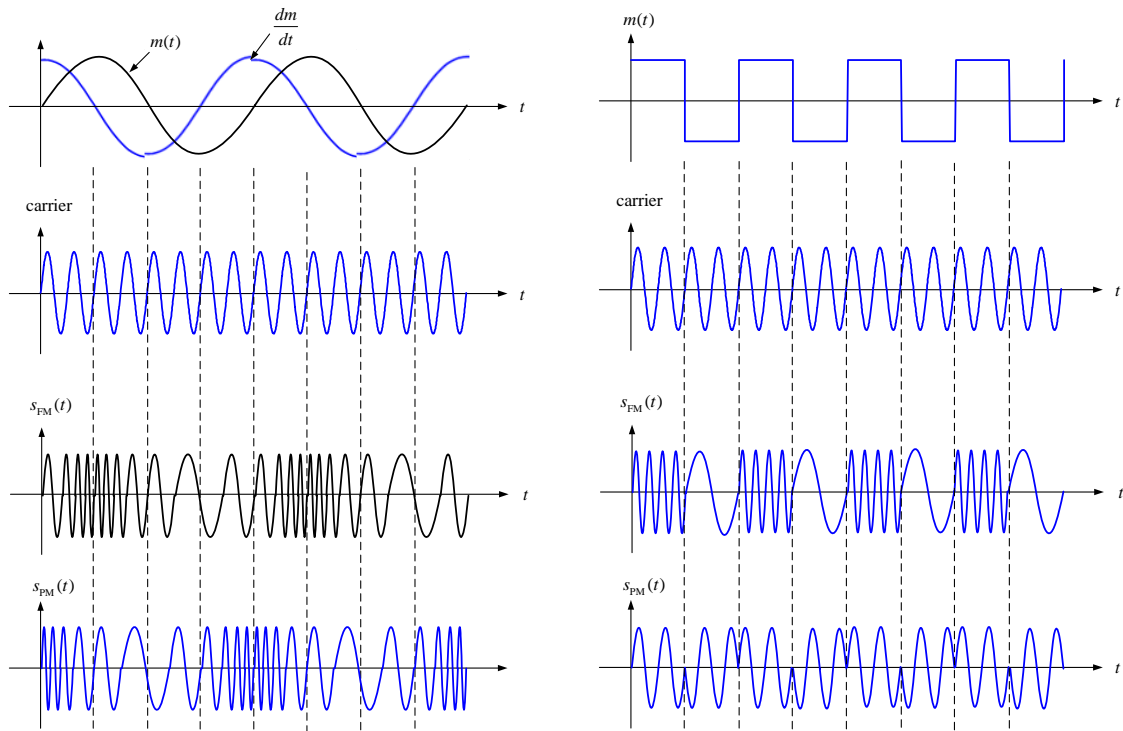 dm
dt
m(t)
t
carrier
t
s_FM(t)
t
s_PM(t)
t
m(t)
t
carrier
t
s_FM(t)
t
s_PM(t)
t